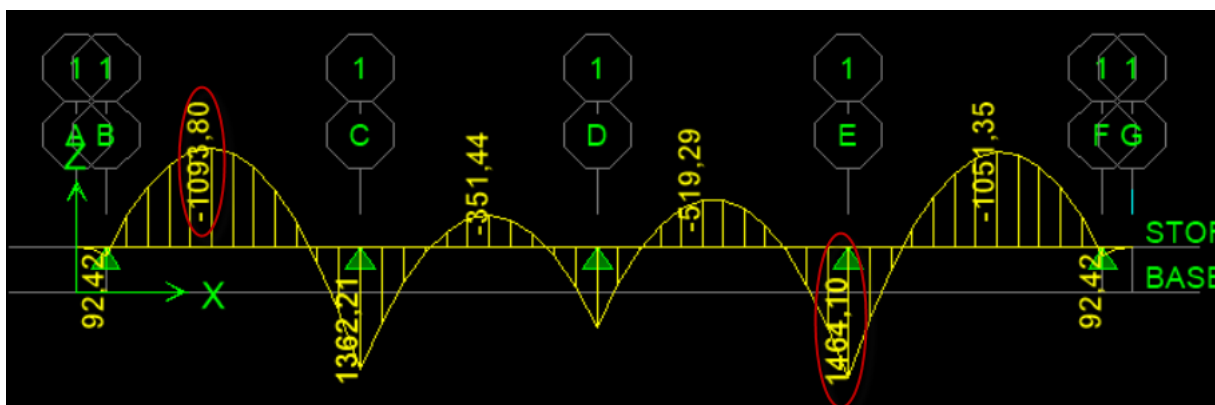 1 1 1 1 1 1 1
A B C D E F G
Z
-1093,80
-351,44
-519,29
-1051,35
STOR
BASE
X
92,42
1362,21
1464,10
92,42